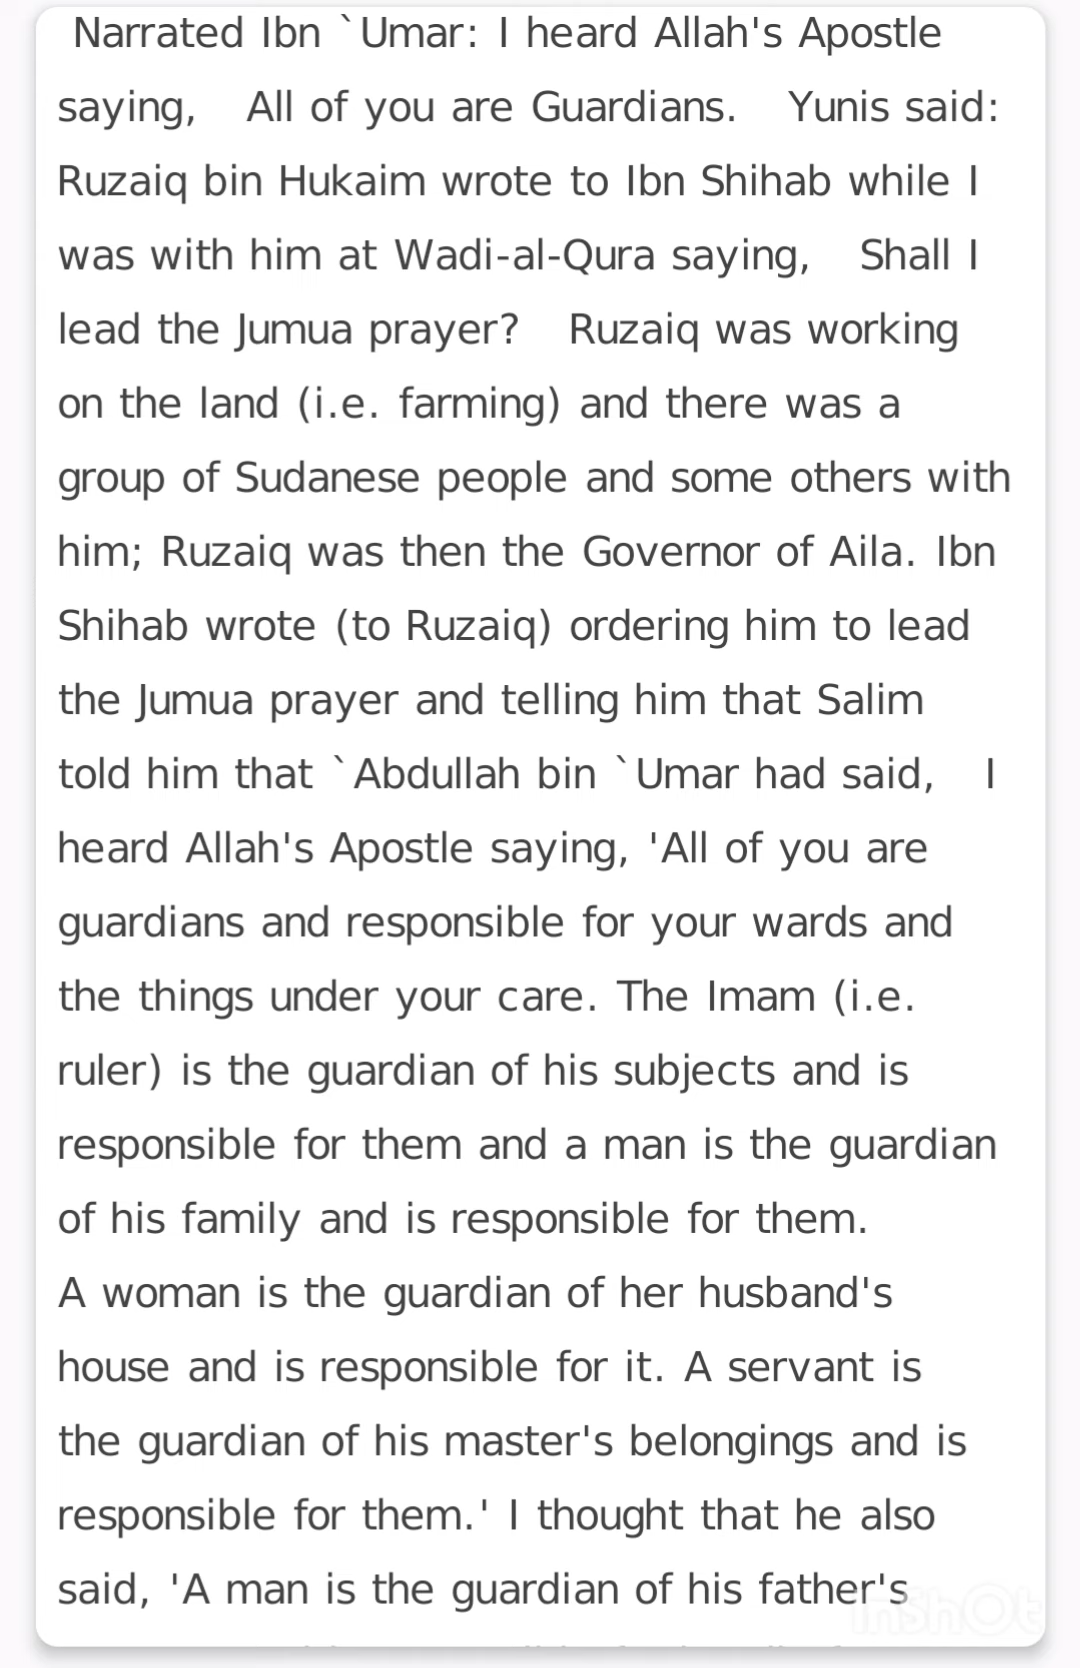 Narrated Ibn `Umar: I heard Allah's Apostle
saying,   All of you are Guardians.   Yunis said:
Ruzaiq bin Hukaim wrote to Ibn Shihab while I
was with him at Wadi-al-Qura saying,   Shall I
lead the Jumua prayer?   Ruzaiq was working
on the land (i.e. farming) and there was a
group of Sudanese people and some others with
him; Ruzaiq was then the Governor of Aila. Ibn
Shihab wrote (to Ruzaiq) ordering him to lead
the Jumua prayer and telling him that Salim
told him that `Abdullah bin `Umar had said,   I
heard Allah's Apostle saying, 'All of you are
guardians and responsible for your wards and
the things under your care. The Imam (i.e.
ruler) is the guardian of his subjects and is
responsible for them and a man is the guardian
of his family and is responsible for them.
A woman is the guardian of her husband's
house and is responsible for it. A servant is
the guardian of his master's belongings and is
responsible for them.' I thought that he also
said, 'A man is the guardian of his father's
InShOt